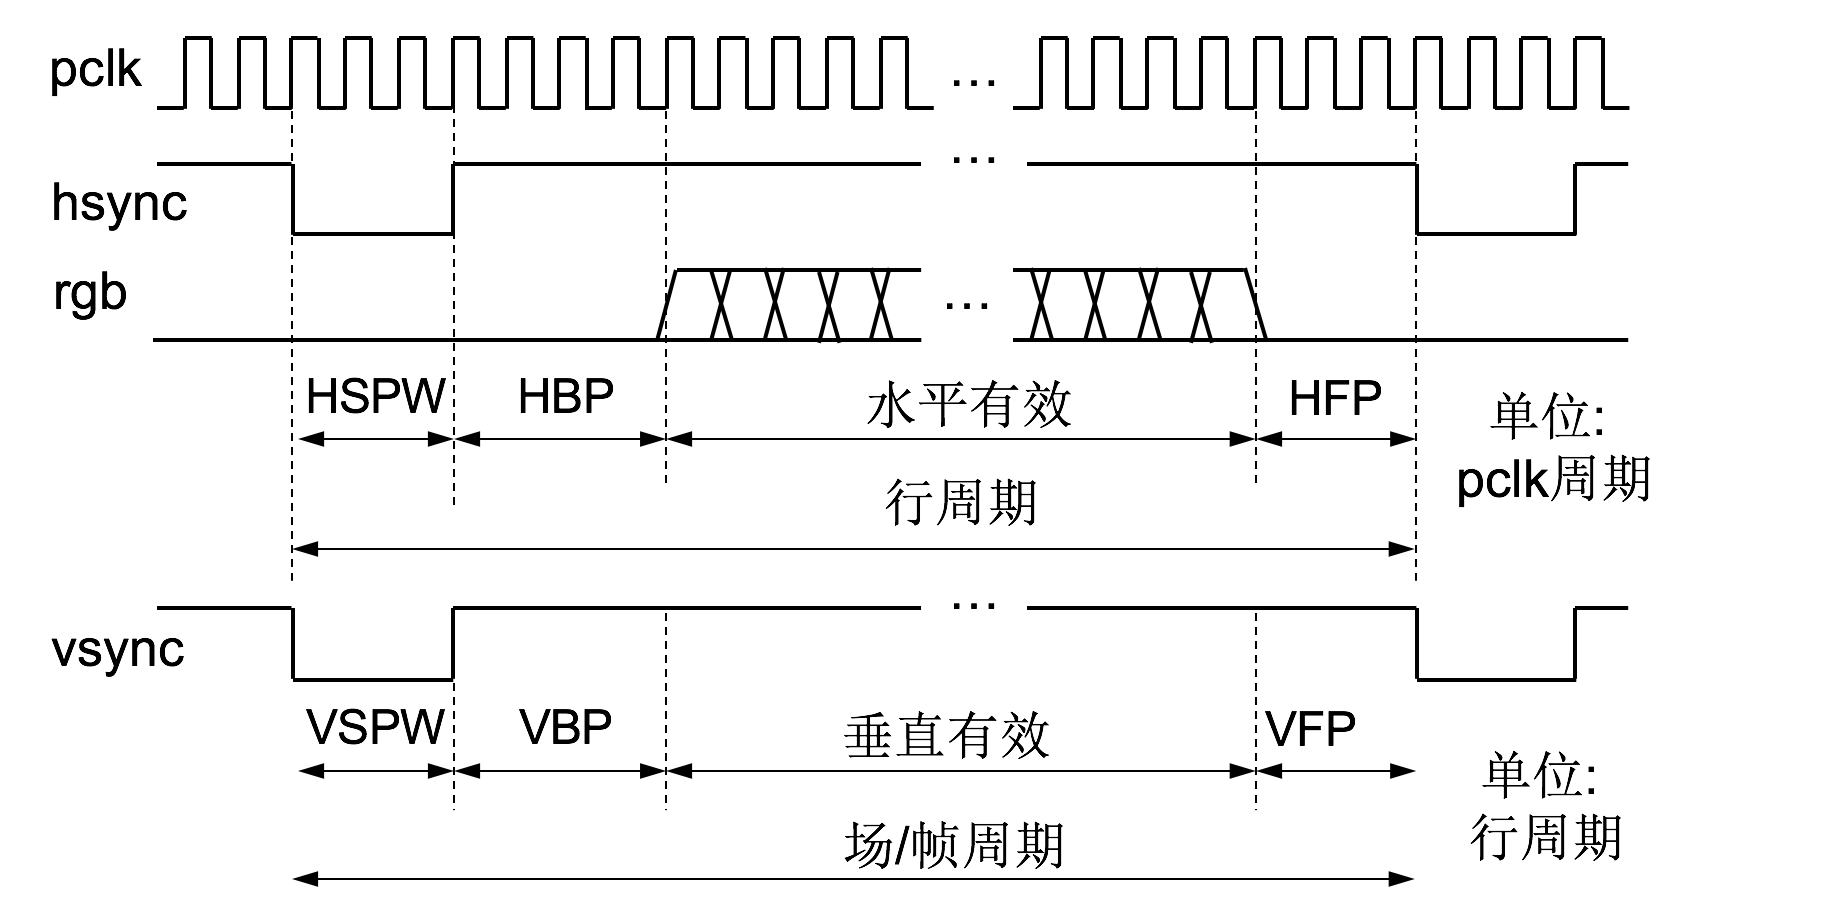 pclk
...
hsync
...
rgb
...
HSPW HBP 水平有效 HFP 单位:
pclk周期
行周期
vsync
...
VSPW VBP 垂直有效 VFP 单位:
行周期
场/帧周期